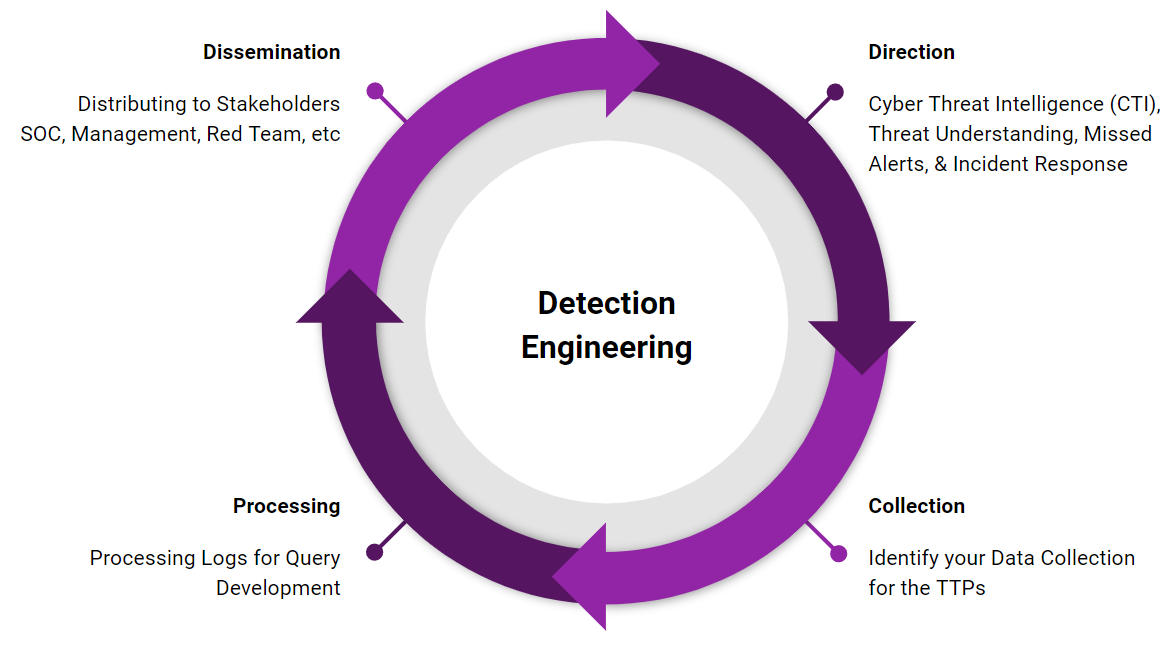 Dissemination
Distributing to Stakeholders
SOC, Management, Red Team, etc
Direction
Cyber Threat Intelligence (CTI),
Threat Understanding, Missed
Alerts, & Incident Response
Detection
Engineering
Processing
Processing Logs for Query
Development
Collection
Identify your Data Collection
for the TTPs